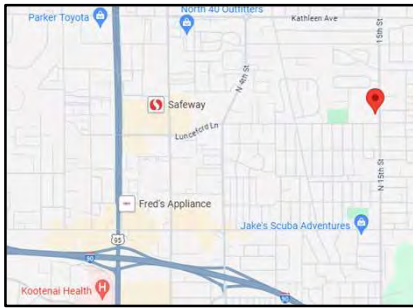 North 40 Outfitters
Parker Toyota
Kathleen Ave
15th St
N 4th St
Safeway
Lunceford Ln
Fred's Appliance
N 15th St
Jake's Scuba Adventures
95
90
Kootenai Health
H